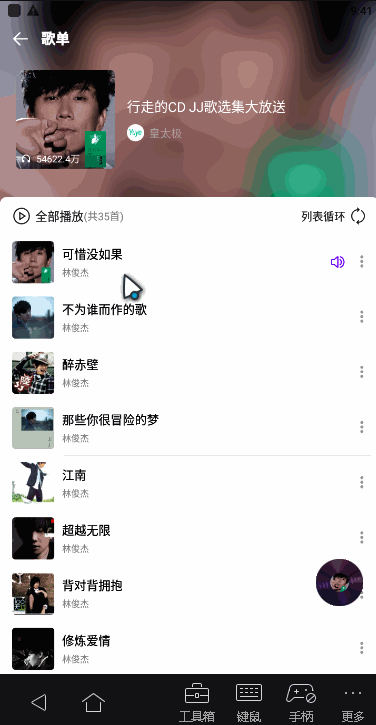 9:41
歌单
行走的CD JJ歌选集大放送
皇太极
54622.4万
全部播放(共35首)
列表循环
可惜没如果
林俊杰
不为谁而作的歌
林俊杰
醉赤壁
林俊杰
那些你很冒险的梦
林俊杰
江南
林俊杰
超越无限
林俊杰
背对背拥抱
林俊杰
修炼爱情
林俊杰
工具箱 键鼠 手柄 更多